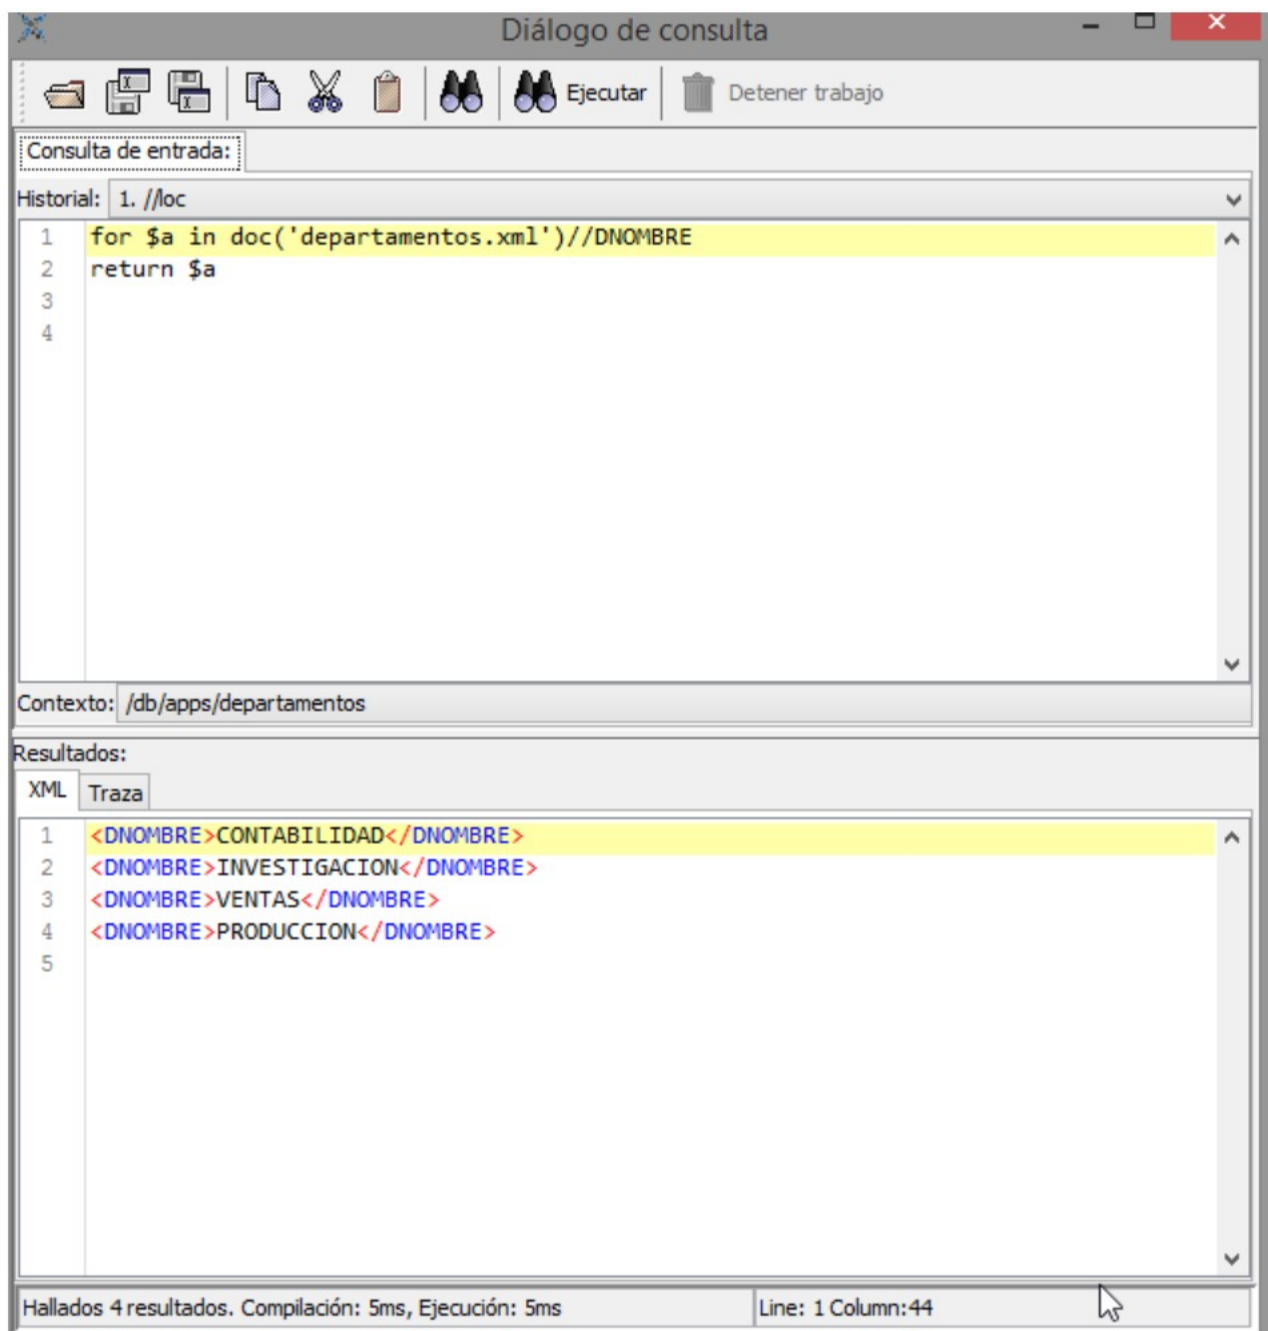 Diálogo de consulta
Ejecutar
Detener trabajo
Consulta de entrada:
Historial: 1. //loc
1 for $a in doc('departamentos.xml')//DNOMBRE
2 return $a
3
4
Contexto: /db/apps/departamentos
Resultados:
XML Traza
1 <DNOMBRE>CONTABILIDAD</DNOMBRE>
2 <DNOMBRE>INVESTIGACION</DNOMBRE>
3 <DNOMBRE>VENTAS</DNOMBRE>
4 <DNOMBRE>PRODUCCION</DNOMBRE>
5
Hallados 4 resultados. Compilación: 5ms, Ejecución: 5ms
Line: 1 Column:44